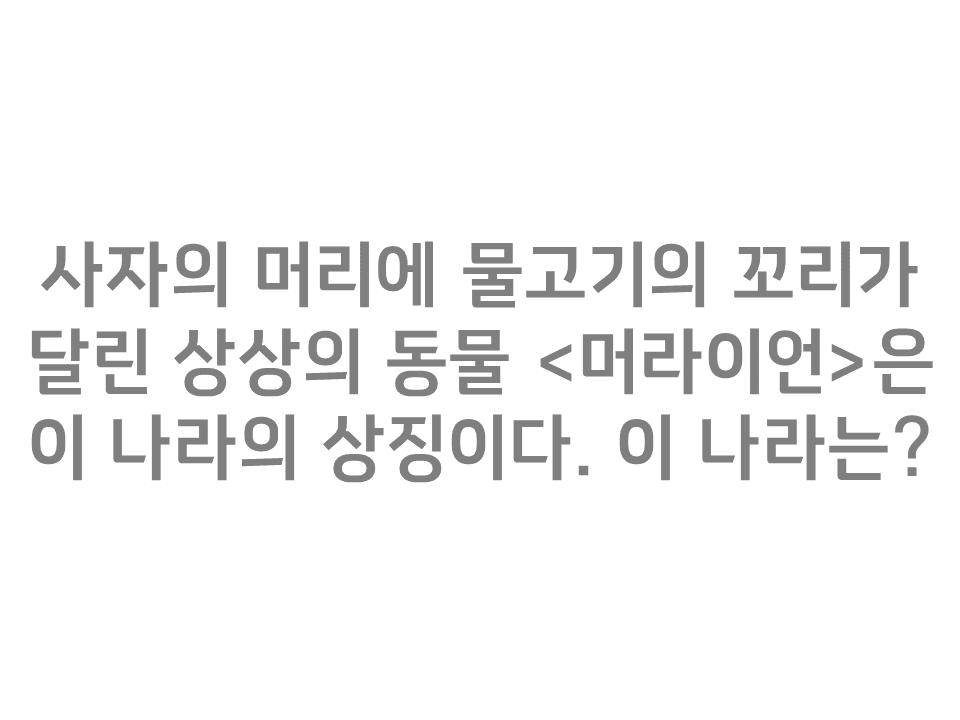 사자의 머리에 물고기의 꼬리가
달린 상상의 동물 <머라이언>은
이 나라의 상징이다. 이 나라는?